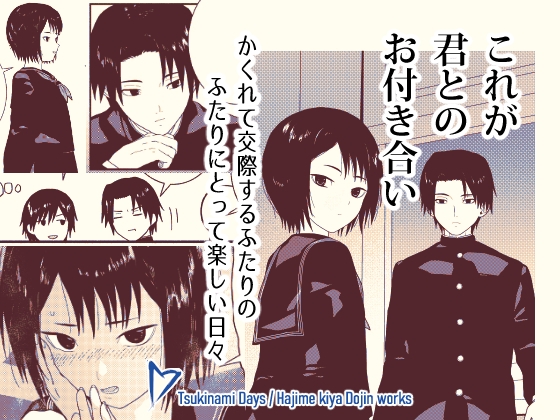 これが
君との
お付き合い
かくれて交際するふたりの
ふたりにとって楽しい日々
Tsukinami Days / Hajime kiya Dojin works